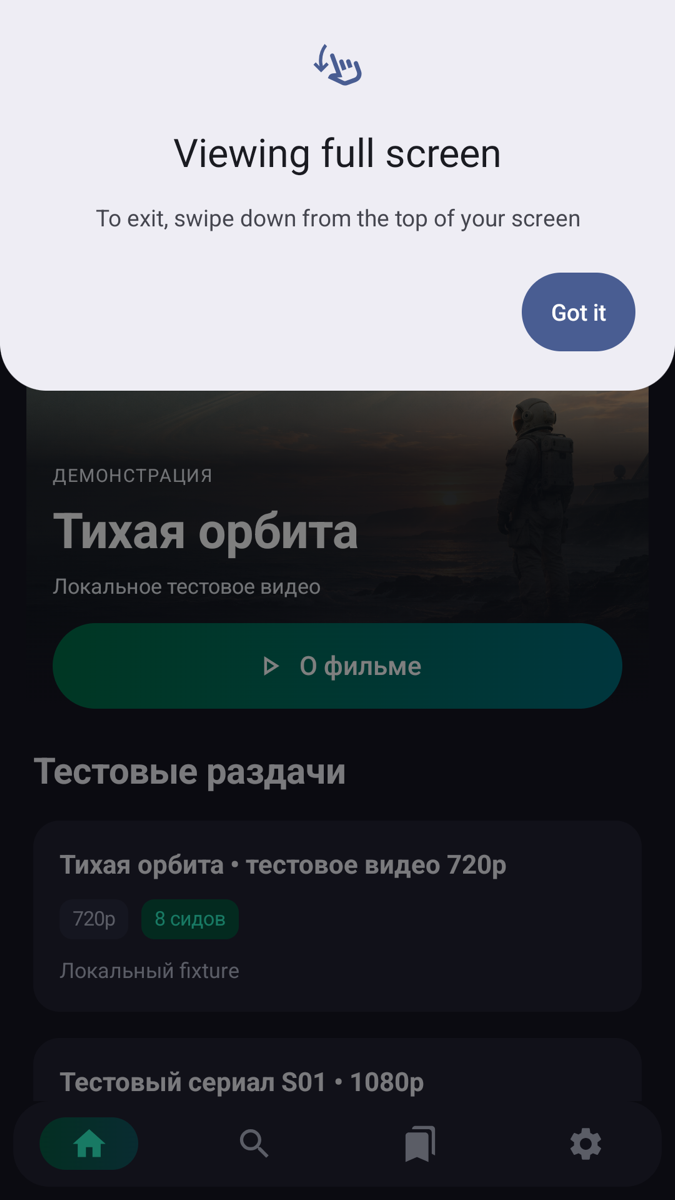 Viewing full screen
To exit, swipe down from the top of your screen
Got it
ДЕМОНСТРАЦИЯ
Тихая орбита
Локальное тестовое видео
О фильме
Тестовые раздачи
Тихая орбита • тестовое видео 720p
720p
8 сидов
Локальный fixture
Тестовый сериал S01 • 1080p